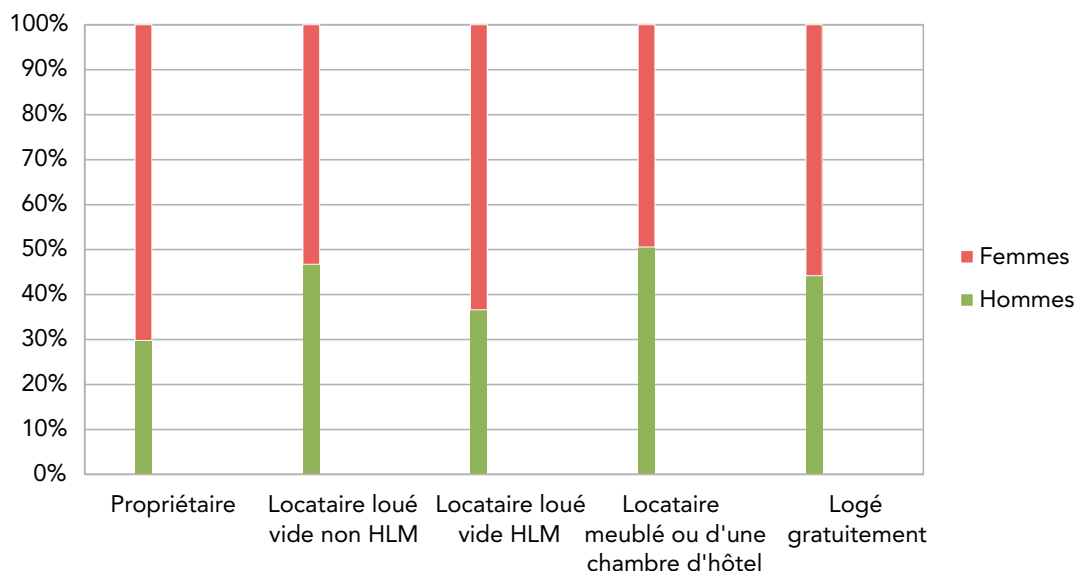 100%
90%
80%
70%
60%
50%
40%
30%
20%
10%
0%
Propriétaire
Locataire loué
vide non HLM
Locataire loué
vide HLM
Locataire
meublé ou d'une
chambre d'hôtel
Logé
gratuitement
Femmes
Hommes